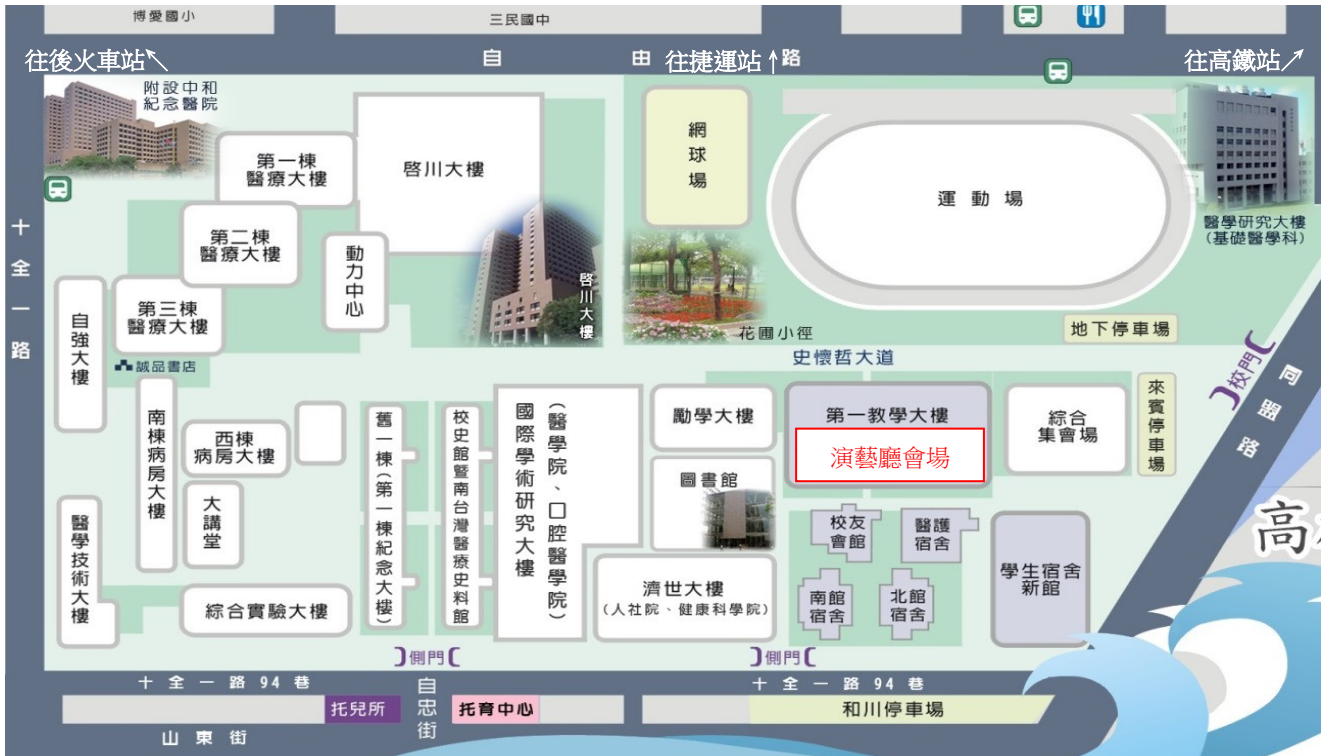 博愛國小
三民國中
往後火車站↖
自由路
往捷運站↑
往高鐵站↗
附設中和
紀念醫院
第一棟
醫療大樓
啓川大樓
網球場
運動場
醫學研究大樓
(基礎醫學科)
十全一路
第二棟
醫療大樓
動力中心
啓川大樓
第三棟
醫療大樓
自強大樓
花圃小徑
地下停車場
史懷哲大道
校門
同盟路
誠品書店
南棟病房大樓
西棟
病房大樓
舊一棟(第一棟紀念大樓)
校史館暨南台灣醫療史料館
國際學術研究大樓
(醫學院、口腔醫學院)
勵學大樓
第一教學大樓
演藝廳會場
綜合
集會場
來賓停車場
圖書館
大講堂
醫學技術大樓
綜合實驗大樓
濟世大樓
(人社院、健康科學院)
校友
會館
醫護
宿舍
南館
宿舍
北館
宿舍
學生宿舍
新館
高
側門
側門
十全一路94巷
十全一路94巷
自忠街
托兒所
托育中心
和川停車場
山東街